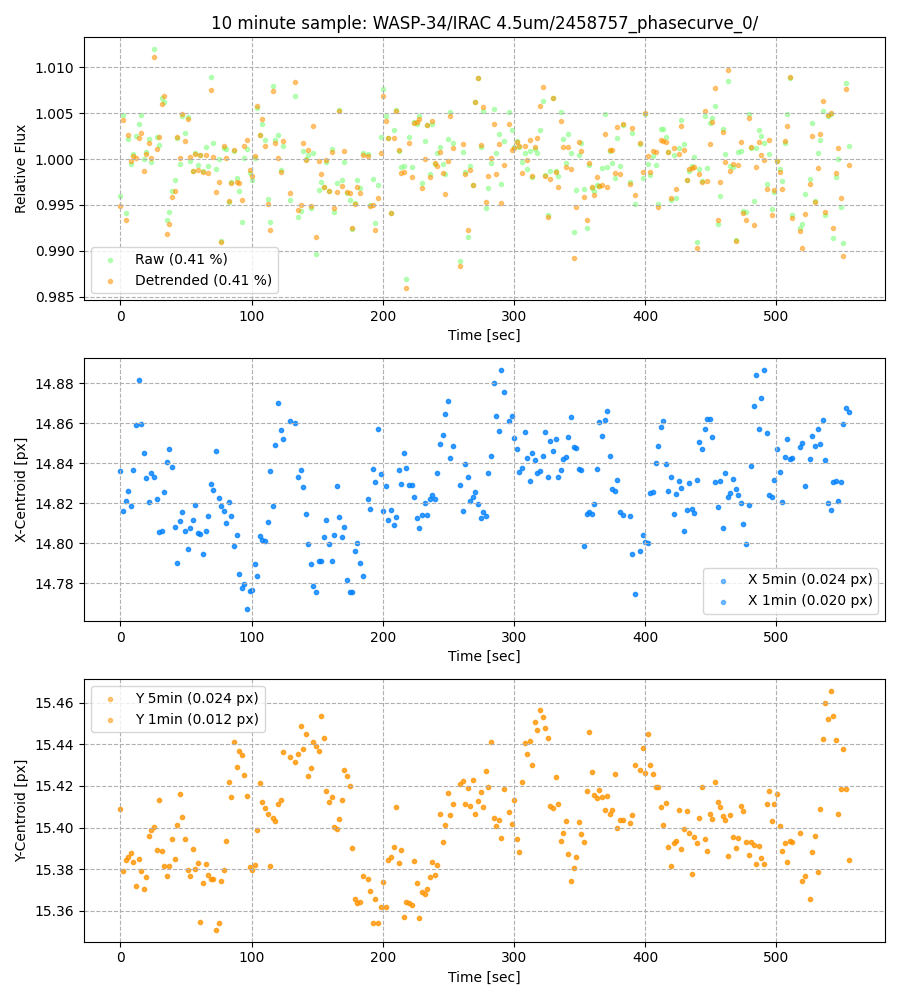 10 minute sample: WASP-34/IRAC 4.5um/2458757_phasecurve_0/
Relative Flux
1.010
1.005
1.000
0.995
0.990
0.985
Raw (0.41 %)
Detrended (0.41 %)
0 100 200 300 400 500
Time [sec]
X-Centroid [px]
14.88
14.86
14.84
14.82
14.80
14.78
X 5min (0.024 px)
X 1min (0.020 px)
0 100 200 300 400 500
Time [sec]
Y-Centroid [px]
15.46
15.44
15.42
15.40
15.38
15.36
Y 5min (0.024 px)
Y 1min (0.012 px)
0 100 200 300 400 500
Time [sec]